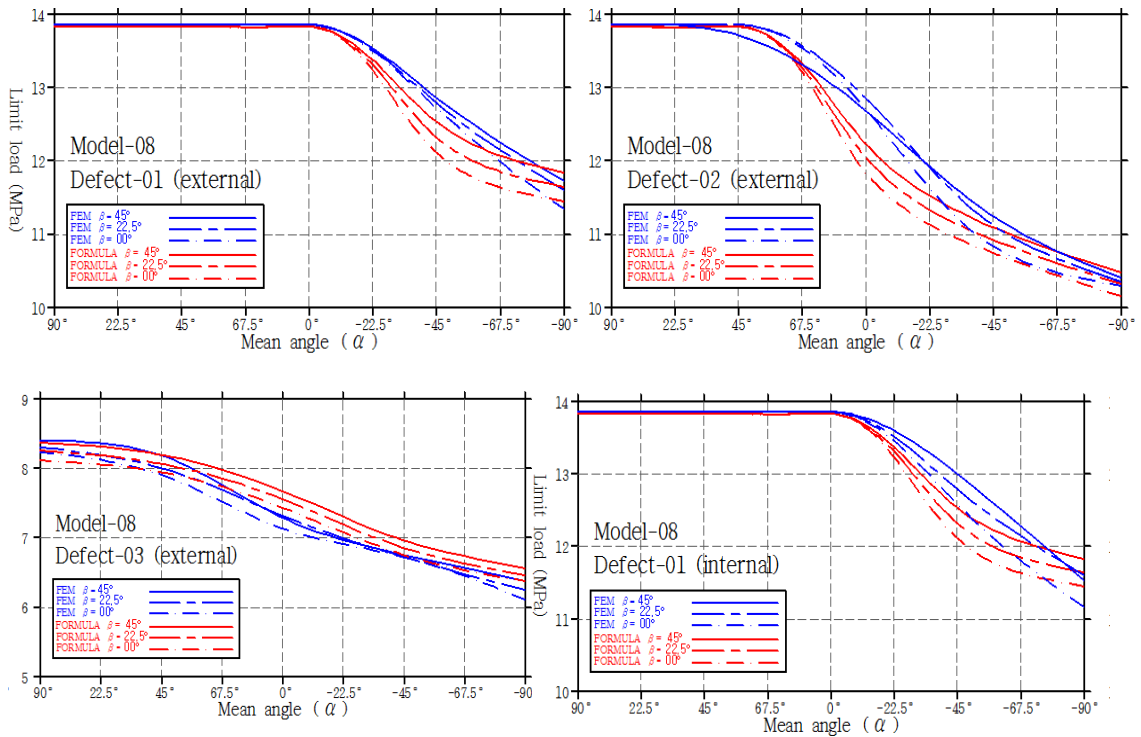 14
13
12
11
10
Limit load (MPa)
Model-08
Defect-01 (external)
FEM β=45°
FEM β=22,5°
FEM β=00°
FORMULA β= 45°
FORMULA β=22,5°
FORMULA β=00°
90° 22.5° 45° 67.5° 0° -22.5° -45° -67.5° -90°
Mean angle (α)
14
13
12
11
10
Model-08
Defect-02 (external)
FEM β=45°
FEM β=22,5°
FEM β=00°
FORMULA β= 45°
FORMULA β=22,5°
FORMULA β=00°
90° 22.5° 45° 67.5° 0° -22.5° -45° -67.5° -90°
Mean angle (α)
9
8
7
6
5
Model-08
Defect-03 (external)
FEM β=45°
FEM β=22,5°
FEM β=00°
FORMULA β= 45°
FORMULA β=22,5°
FORMULA β=00°
90° 22.5° 45° 67.5° 0° -22.5° -45° -67.5° -90
Mean angle (α)
14
13
12
11
10
Limit load (MPa)
Model-08
Defect-01 (internal)
FEM β=45°
FEM β=22,5°
FEM β=00°
FORMULA β= 45°
FORMULA β=22,5°
FORMULA β=00°
90° 22.5° 45° 67.5° 0° -22.5° -45° -67.5° -90°
Mean angle (α)